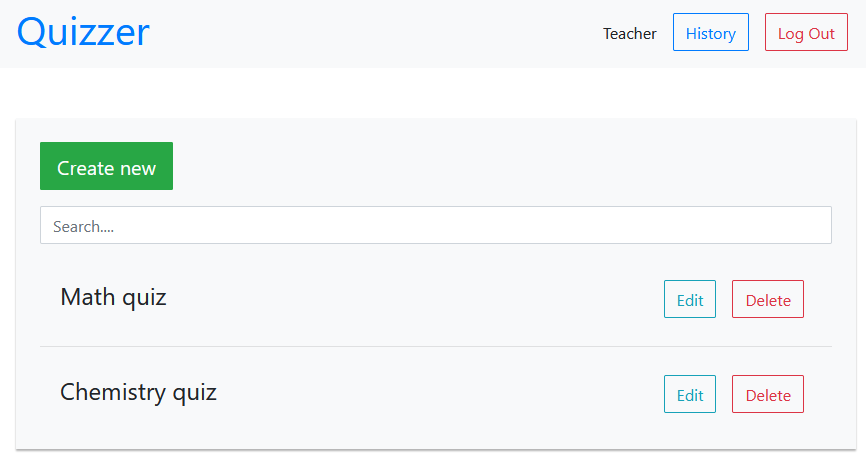 Quizzer Teacher History Log Out
Create new
Search....
Math quiz Edit Delete
Chemistry quiz Edit Delete